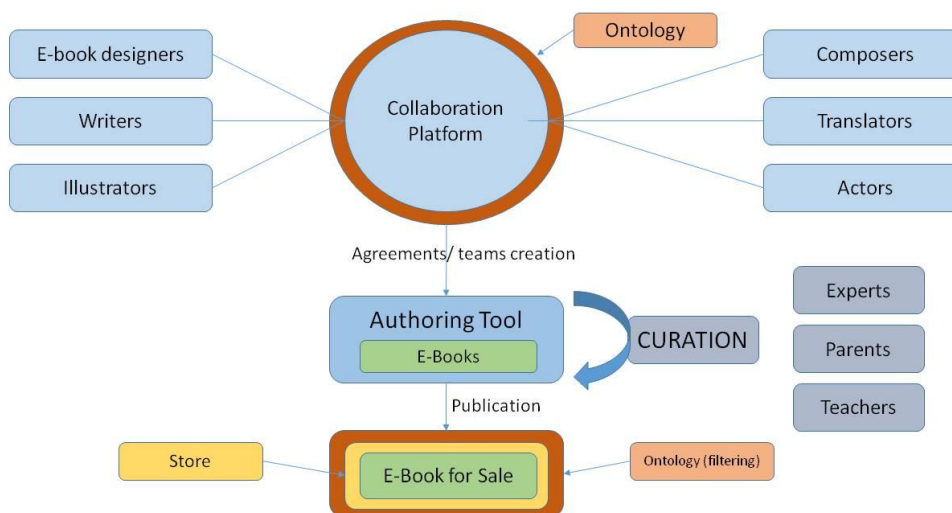 Ontology
E-book designers
Composers
Collaboration
Platform
Writers
Translators
Illustrators
Actors
Agreements/ teams creation
Experts
Authoring Tool
CURATION
E-Books
Parents
Publication
Teachers
Store
E-Book for Sale
Ontology (filtering)